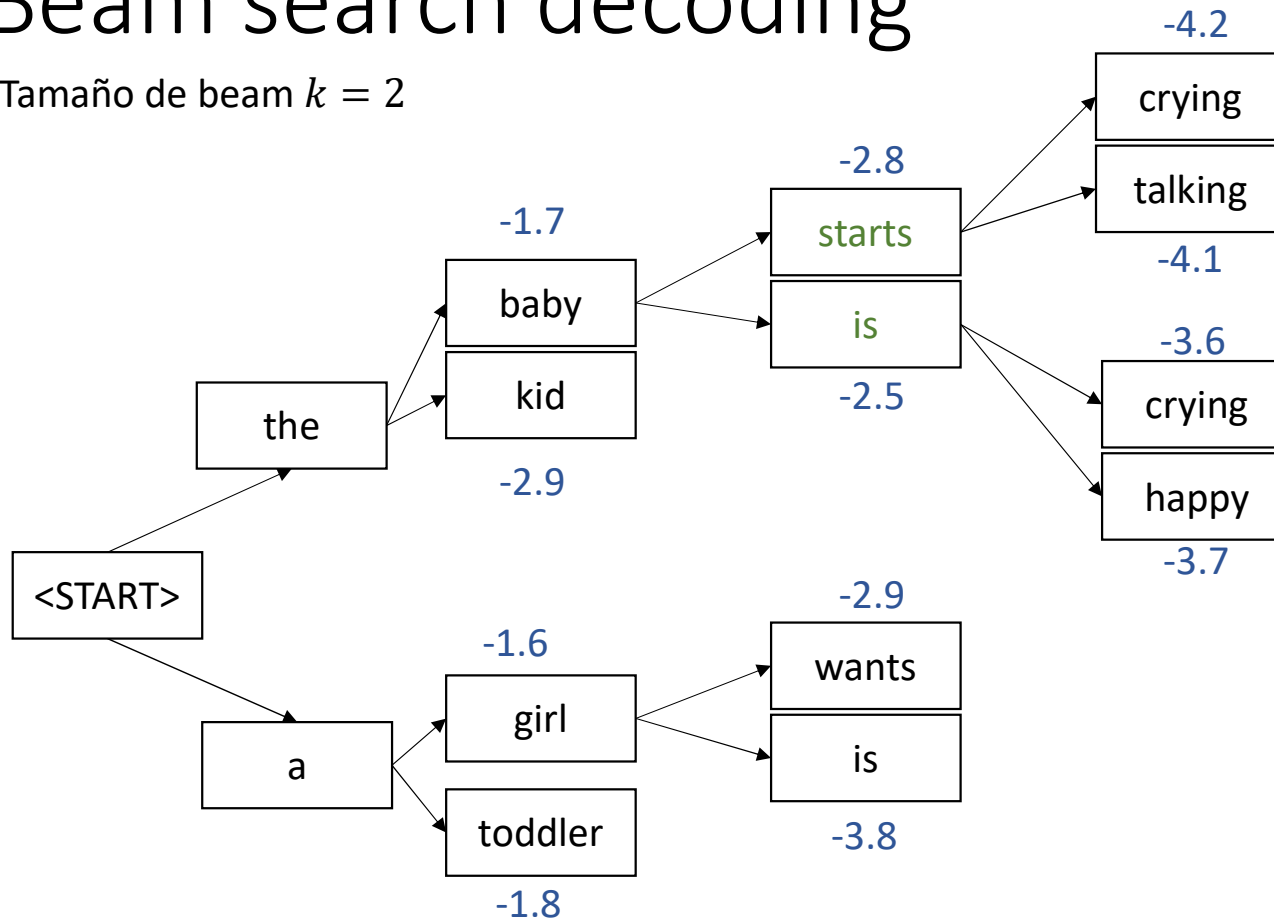 Beam search decoding
Tamaño de beam k = 2
-4.2
crying
talking
-4.1
-2.8
starts
is
-2.5
-3.6
crying
happy
-3.7
-1.7
baby
kid
-2.9
the
<START>
a
-1.6
girl
toddler
-1.8
-2.9
wants
is
-3.8